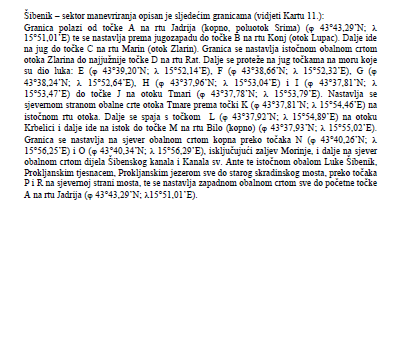 Šibenik – sektor manevriranja opisan je sljedećim granicama (vidjeti Kartu 11.):
Granica polazi od točke A na rtu Jadrija (kopno, poluotok Srima) (φ 43°43,29'N; λ
15°51,01'E) te se nastavlja prema jugozapadu do točke B na rtu Konj (otok Lupac). Dalje ide
na jug do točke C na rtu Marin (otok Zlarin). Granica se nastavlja istočnom obalnom crtom
otoka Zlarina do najjužnije točke D na rtu Rat. Dalje se proteže na jug točkama na moru koje
su dio luka: E (φ 43°39,20'N; λ 15°52,14'E), F (φ 43°38,66'N; λ 15°52,32'E), G (φ
43°38,24'N; λ 15°52,64'E), H (φ 43°37,96'N; λ 15°53,04'E) i I (φ 43°37,81'N; λ
15°53,47'E) do točke J na otoku Tmari (φ 43°37,78'N; λ 15°53,79'E). Nastavlja se
sjevernom stranom obalne crte otoka Tmare prema točki K (φ 43°37,81'N; λ 15°54,46'E) na
istočnom rtu otoka. Dalje se spaja s točkom L (φ 43°37,92'N; λ 15°54,89'E) na otoku
Krbelici i dalje ide na istok do točke M na rtu Bilo (kopno) (φ 43°37,93'N; λ 15°55,02'E).
Granica se nastavlja na sjever obalnom crtom kopna preko točaka N (φ 43°40,26'N; λ
15°56,25'E) i O (φ 43°40,34'N; λ 15°56,29'E), isključujući zaljev Morinje, i dalje na sjever
obalnom crtom dijela Šibenskog kanala i Kanala sv. Ante te istočnom obalom Luke Šibenik,
Prokljanskim tjesnacem, Prokljanskim jezerom sve do starog skradinskog mosta, preko točaka
P i R na sjevernoj strani mosta, te se nastavlja zapadnom obalnom crtom sve do početne točke
A na rtu Jadrija (φ 43°43,29'N; λ15°51,01'E).